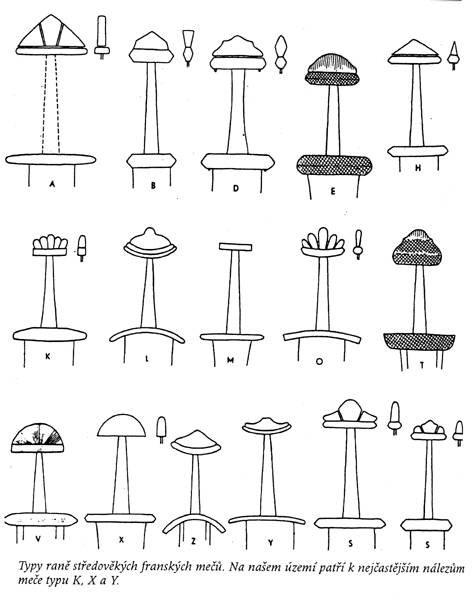 A B D E H
K L M O T
V X Z Y S S
Typy raně středověkých franských mečů. Na našem území patří k nejčastějším nálezům
meče typu K, X a Y.